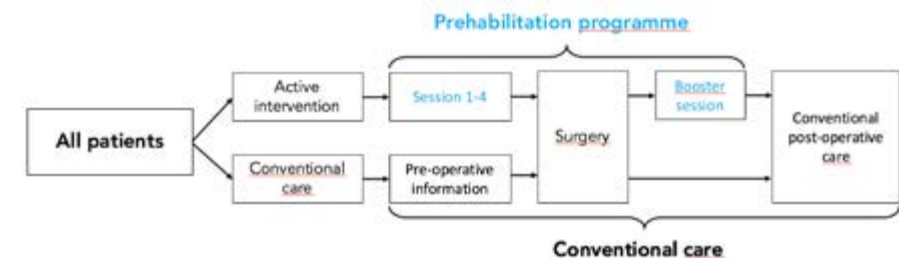 Prehabilitation programme
Active
intervention
Session 1-4
Booster
session
All patients
Surgery
Conventional
post-operative
care
Conventional
care
Pre-operative
information
Conventional care